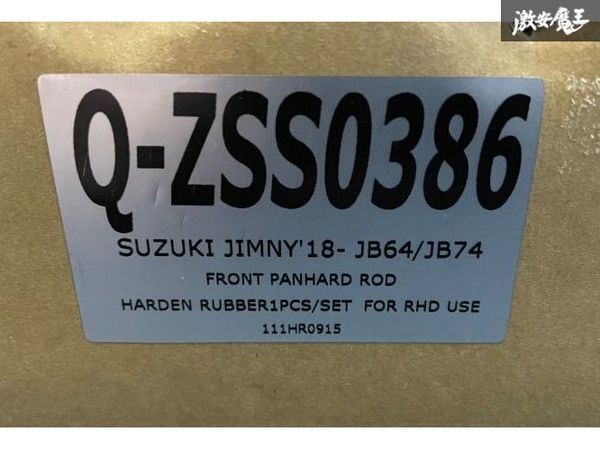 激安魔王
Q-ZSS0386
SUZUKI JIMNY'18- JB64/JB74
FRONT PANHARD ROD
HARDEN RUBBER1PCS/SET FOR RHD USE
111HR0915